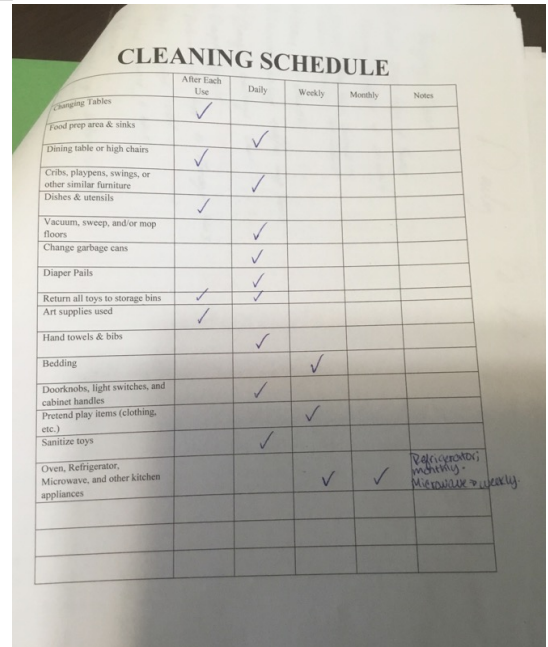 CLEANING SCHEDULE
After Each
Use
Daily
Weekly
Monthly
Notes
Changing Tables
✓
Food prep area & sinks
✓
Dining table or high chairs
✓
Cribs, playpens, swings, or
other similar furniture
✓
Dishes & utensils
✓
Vacuum, sweep, and/or mop
floors
✓
Change garbage cans
✓
Diaper Pails
✓
Return all toys to storage bins ✓ ✓
Art supplies used
✓
Hand towels & bibs
✓
Bedding
✓
Doorknobs, light switches, and
cabinet handles
✓
Pretend play items (clothing,
etc.)
✓
Sanitize toys
✓
Oven, Refrigerator,
Microwave, and other kitchen
appliances
✓ ✓
Refrigerator;
monthly.
Microwave → weekly.